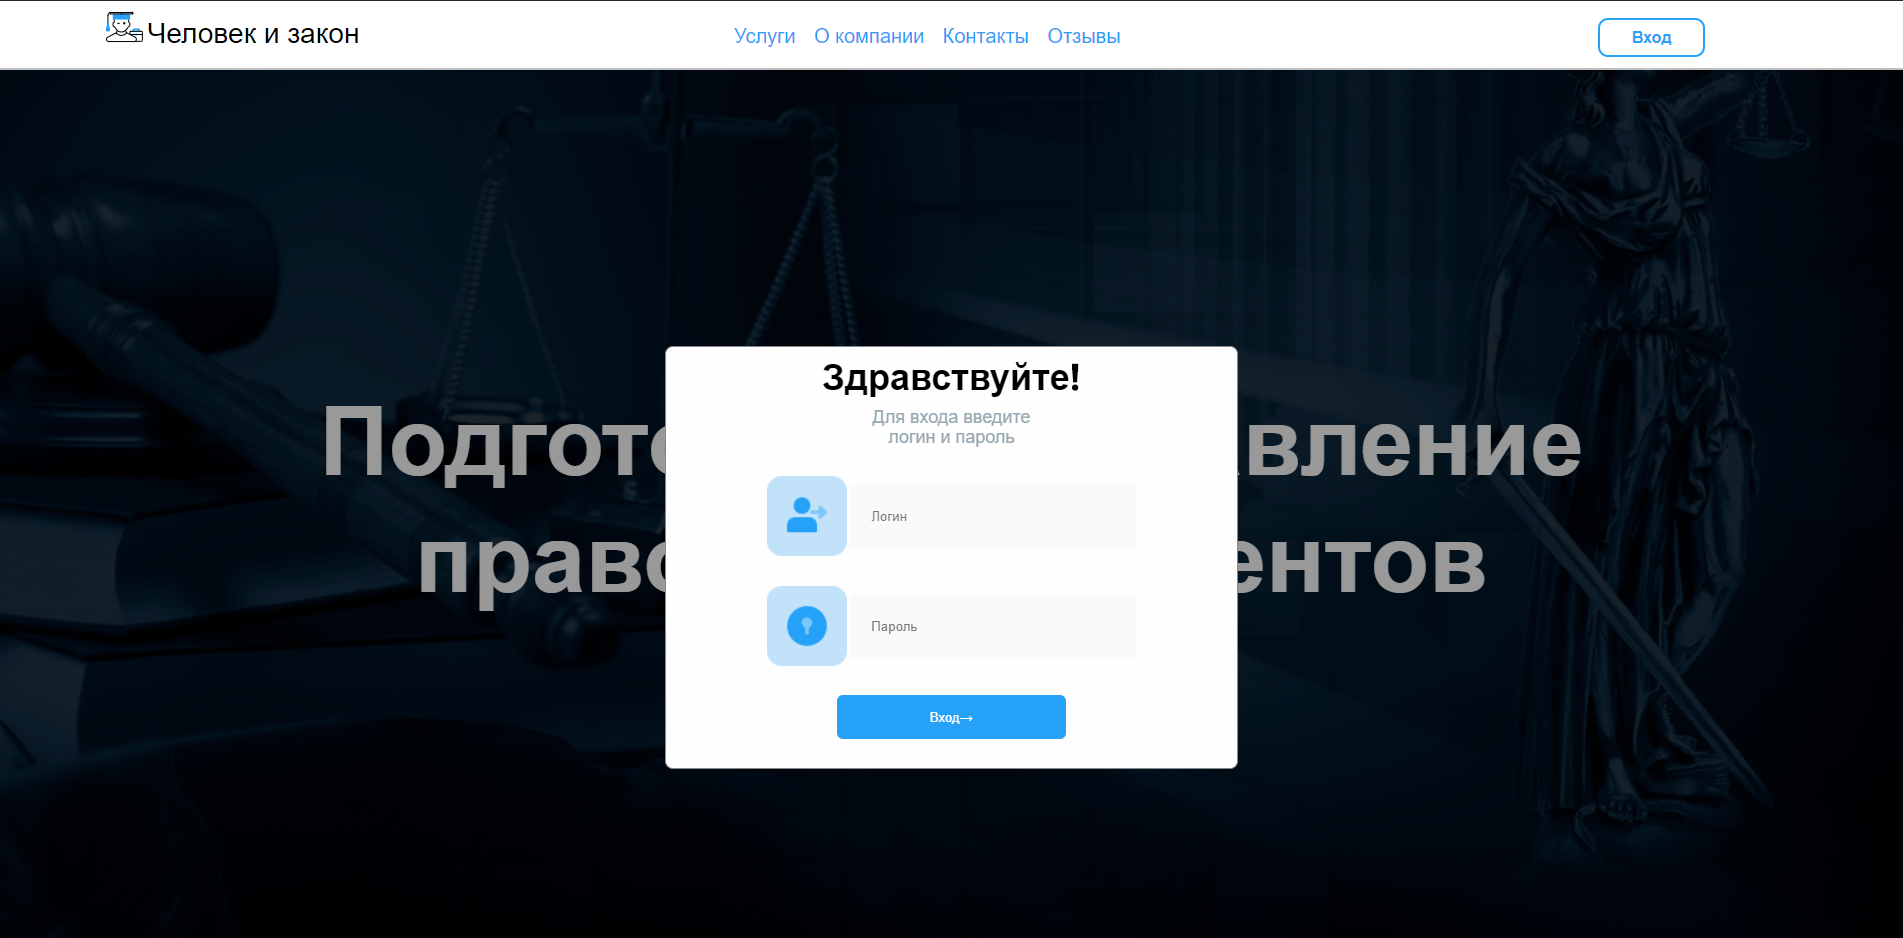 Человек и закон
Услуги О компании Контакты Отзывы
Вход
Здравствуйте!
Для входа введите
логин и пароль
Логин
Пароль
Вход→